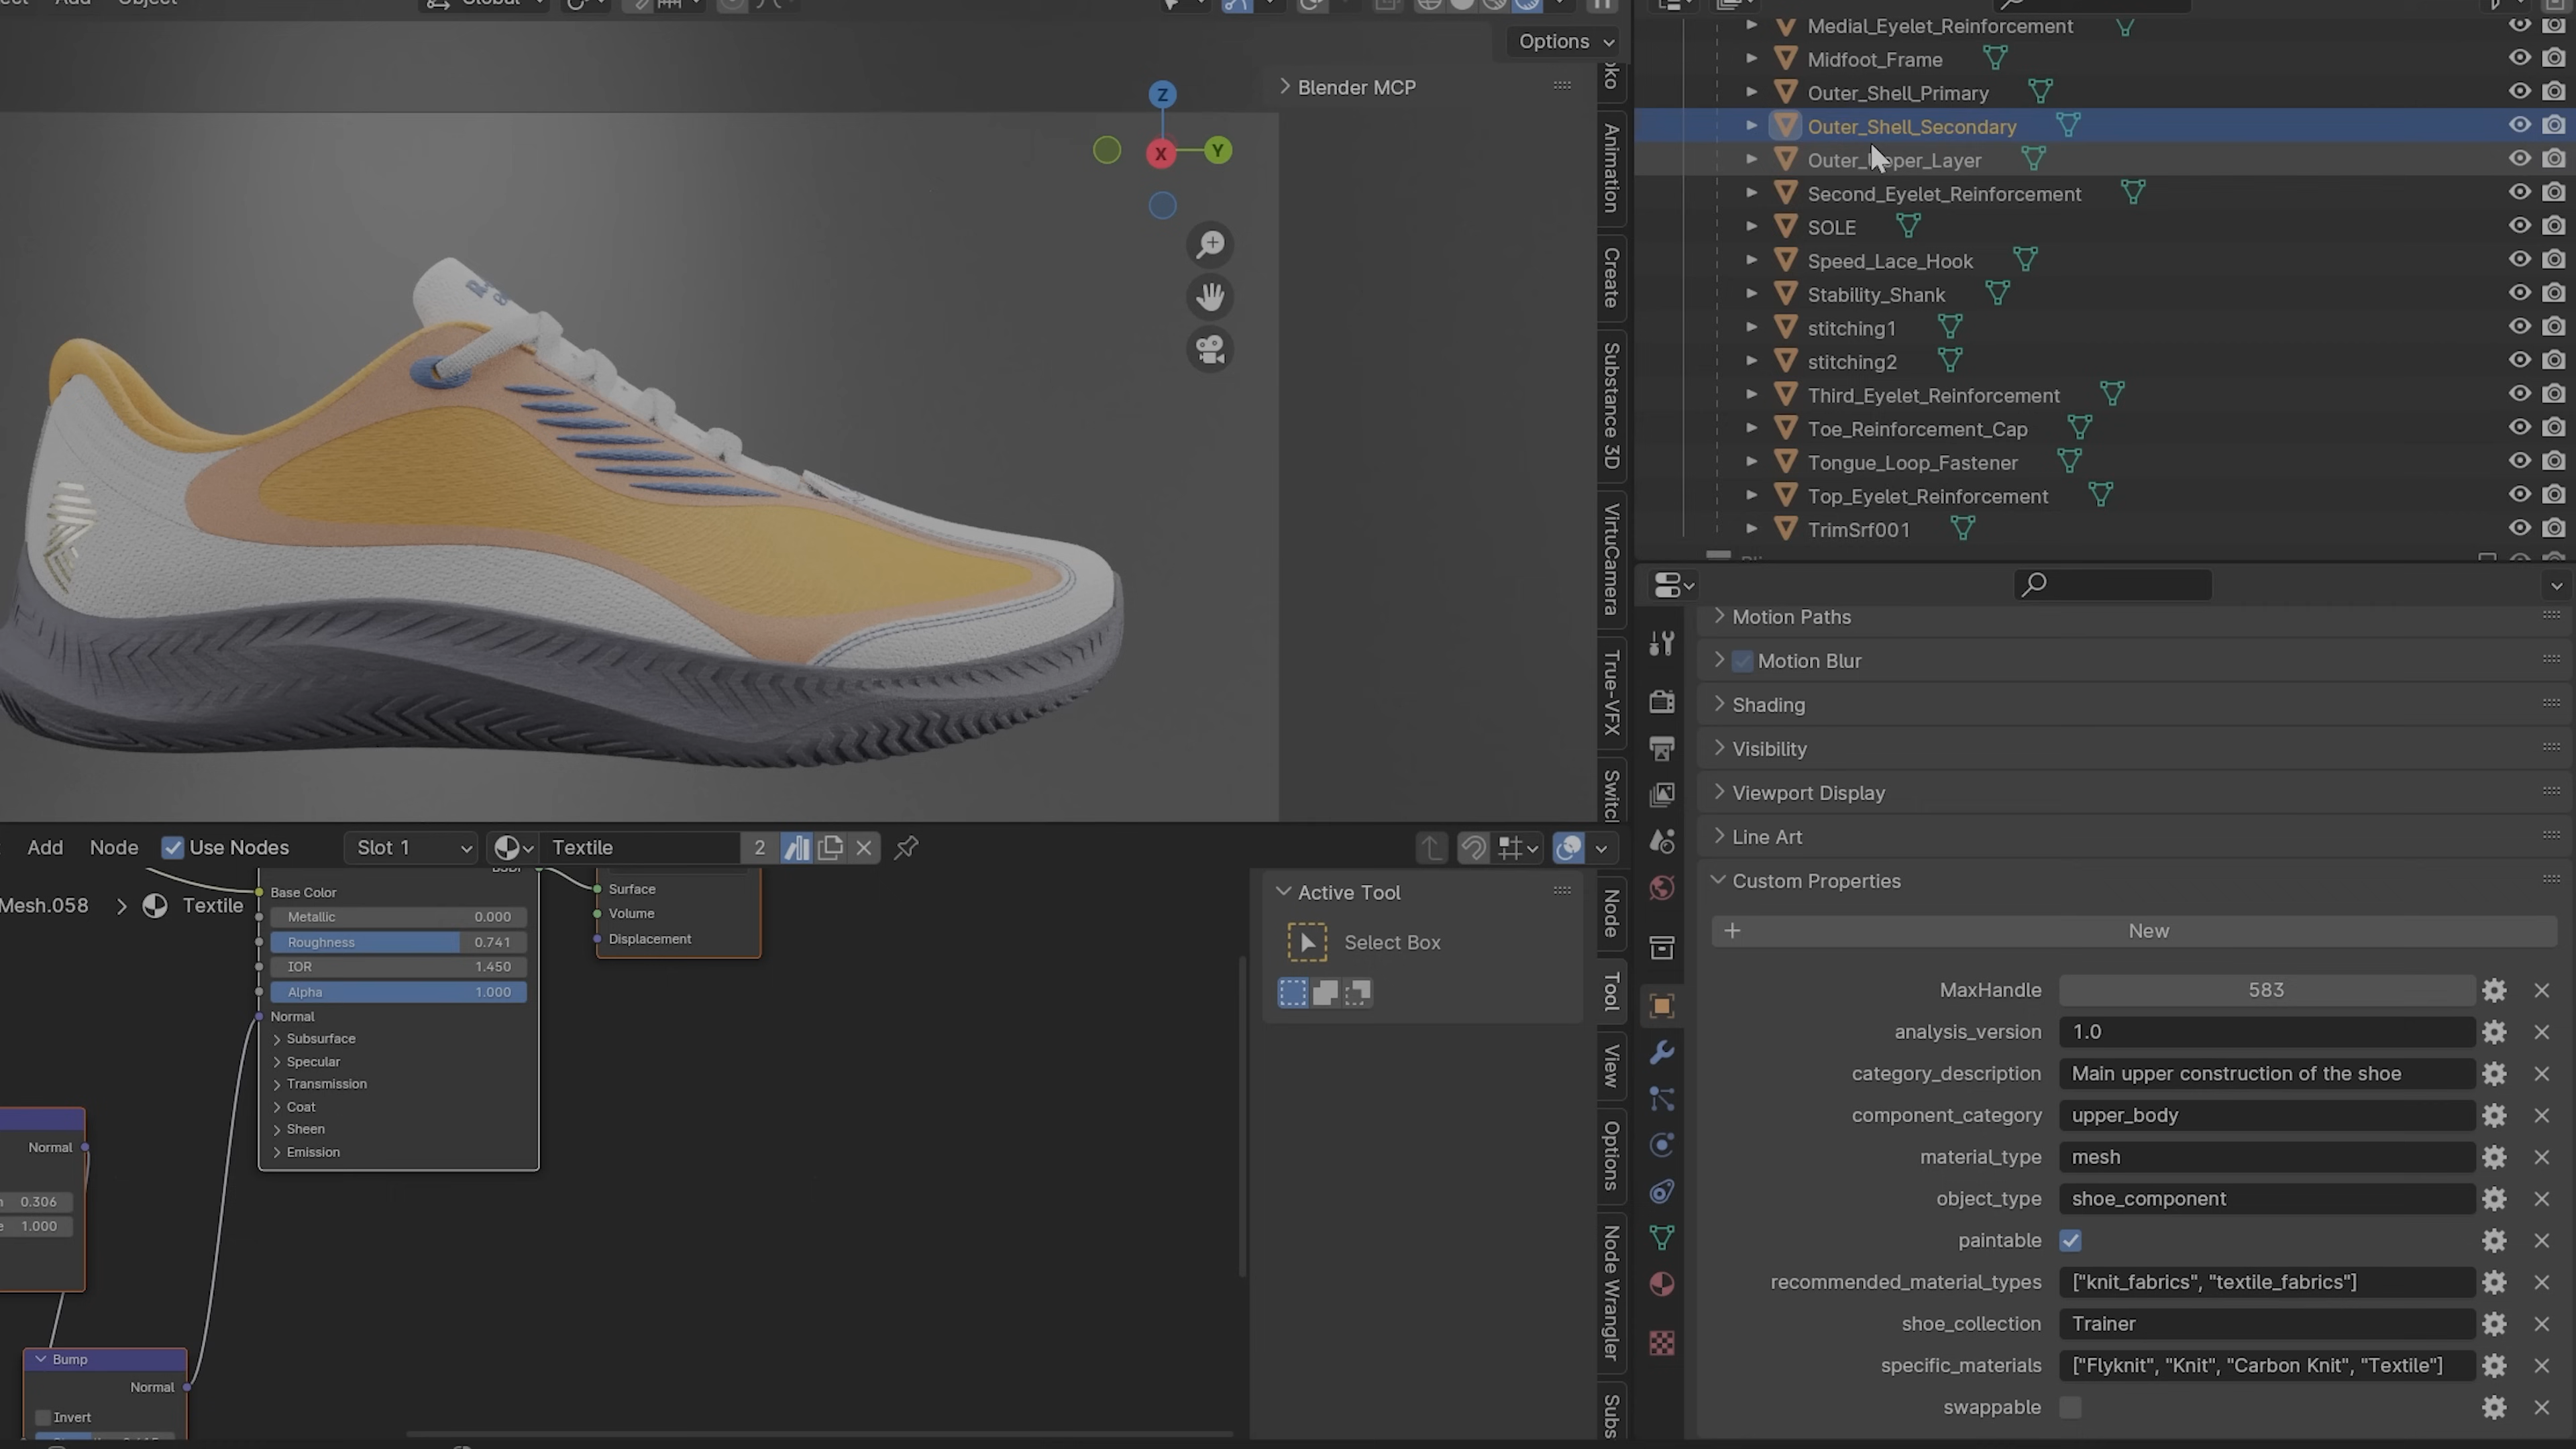 Add
Object
Global
Options
Blender MCP
Z
X
Y
Animation
Create
Substance 3D
VirtuCamera
True-VFX
Medial_Eyelet_Reinforcement
Midfoot_Frame
Outer_Shell_Primary
Outer_Shell_Secondary
Second_Eyelet_Reinforcement
SOLE
Speed_Lace_Hook
Stability_Shank
stitching1
stitching2
Third_Eyelet_Reinforcement
Toe_Reinforcement_Cap
Tongue_Loop_Fastener
Top_Eyelet_Reinforcement
TrimSrf001
Motion Paths
Motion Blur
Shading
Visibility
Viewport Display
Line Art
Custom Properties
New
MaxHandle 583
analysis_version 1.0
category_description Main upper construction of the shoe
component_category upper_body
material_type mesh
object_type shoe_component
paintable
recommended_material_types ["knit_fabrics", "textile_fabrics"]
shoe_collection Trainer
specific_materials ["Flyknit", "Knit", "Carbon Knit", "Textile"]
swappable
Add Node Use Nodes Slot 1 Textile 2
Mesh.058 > Textile
Base Color
Metallic 0.000
Roughness 0.741
IOR 1.450
Alpha 1.000
Normal
Subsurface
Specular
Transmission
Coat
Sheen
Emission
Surface
Volume
Displacement
Normal
0.306
1.000
Bump
Normal
Invert
Active Tool
Select Box
Node
Tool
View
Options
Node Wrangler
Subs